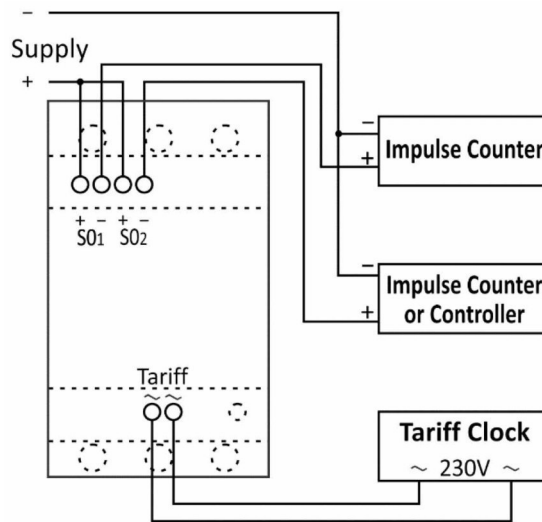 −
Supply
+
−
+ Impulse Counter
+ − + −
S01 S02
−
Impulse Counter
+ or Controller
Tariff
~ ~
Tariff Clock
~ 230V ~